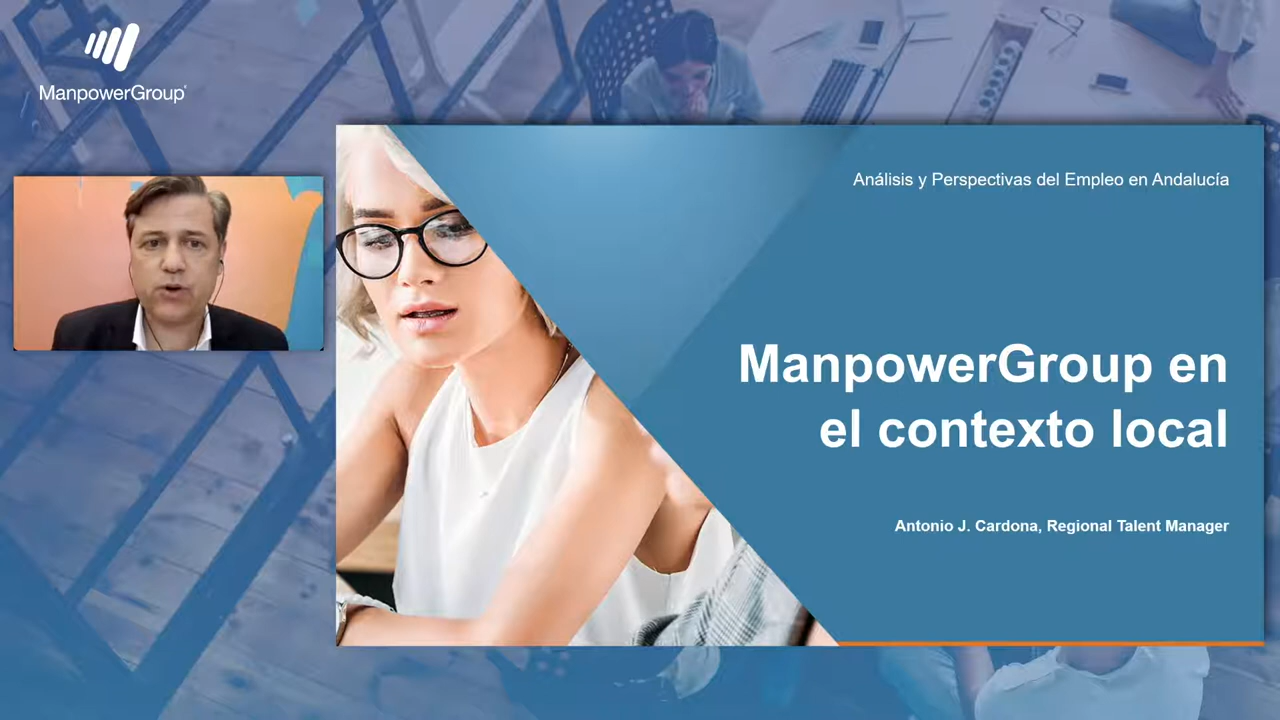 ManpowerGroup
Análisis y Perspectivas del Empleo en Andalucía
ManpowerGroup en
el contexto local
Antonio J. Cardona, Regional Talent Manager